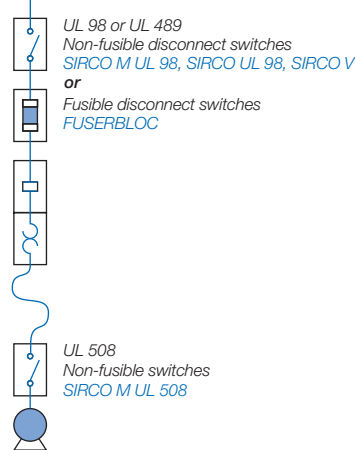 UL 98 or UL 489
Non-fusible disconnect switches
SIRCO M UL 98, SIRCO UL 98, SIRCO V
or
Fusible disconnect switches
FUSERBLOC
UL 508
Non-fusible switches
SIRCO M UL 508